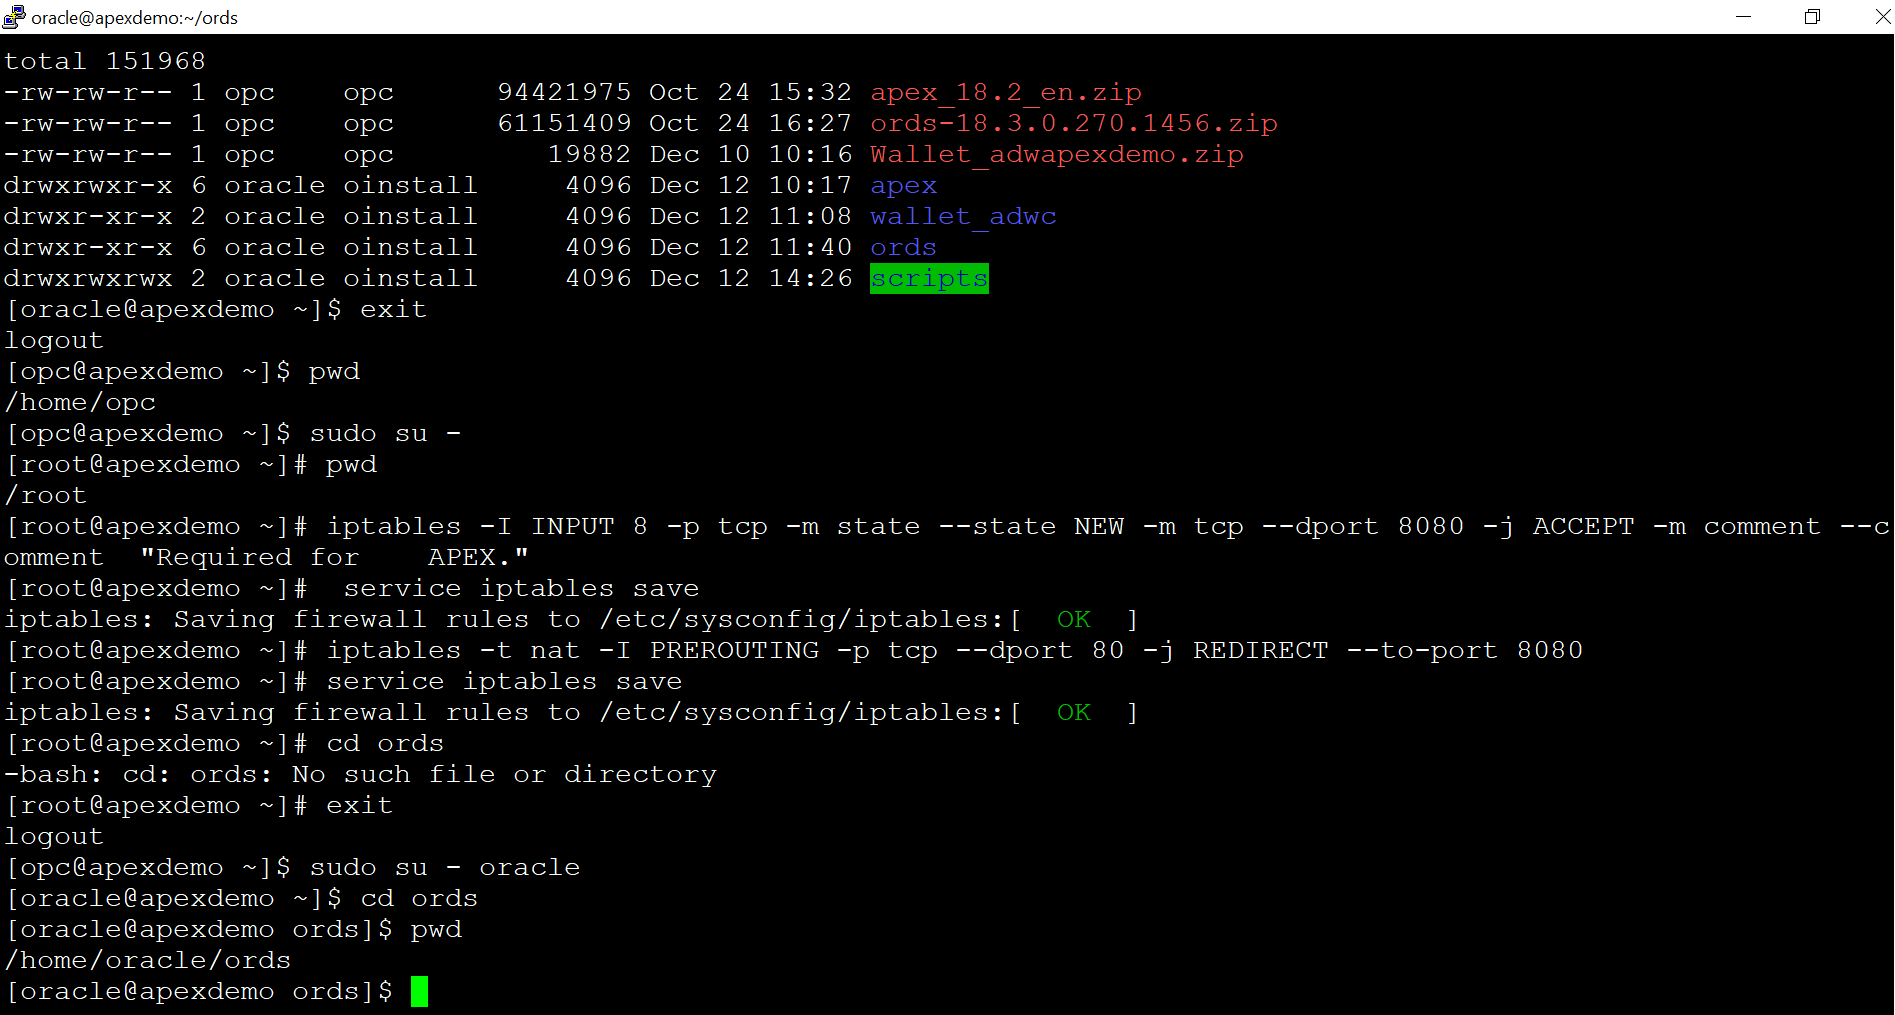 oracle@apexdemo:~/ords
total 151968
-rw-rw-r-- 1 opc    opc      94421975 Oct 24 15:32 apex_18.2_en.zip
-rw-rw-r-- 1 opc    opc      61151409 Oct 24 16:27 ords-18.3.0.270.1456.zip
-rw-rw-r-- 1 opc    opc         19882 Dec 10 10:16 Wallet_adwapexdemo.zip
drwxrwxr-x 6 oracle oinstall     4096 Dec 12 10:17 apex
drwxr-xr-x 2 oracle oinstall     4096 Dec 12 11:08 wallet_adwc
drwxr-xr-x 6 oracle oinstall     4096 Dec 12 11:40 ords
drwxrwxrwx 2 oracle oinstall     4096 Dec 12 14:26 scripts
[oracle@apexdemo ~]$ exit
logout
[opc@apexdemo ~]$ pwd
/home/opc
[opc@apexdemo ~]$ sudo su -
[root@apexdemo ~]# pwd
/root
[root@apexdemo ~]# iptables -I INPUT 8 -p tcp -m state --state NEW -m tcp --dport 8080 -j ACCEPT -m comment --c
omment  "Required for    APEX."
[root@apexdemo ~]#  service iptables save
iptables: Saving firewall rules to /etc/sysconfig/iptables:[  OK  ]
[root@apexdemo ~]# iptables -t nat -I PREROUTING -p tcp --dport 80 -j REDIRECT --to-port 8080
[root@apexdemo ~]# service iptables save
iptables: Saving firewall rules to /etc/sysconfig/iptables:[  OK  ]
[root@apexdemo ~]# cd ords
-bash: cd: ords: No such file or directory
[root@apexdemo ~]# exit
logout
[opc@apexdemo ~]$ sudo su - oracle
[oracle@apexdemo ~]$ cd ords
[oracle@apexdemo ords]$ pwd
/home/oracle/ords
[oracle@apexdemo ords]$